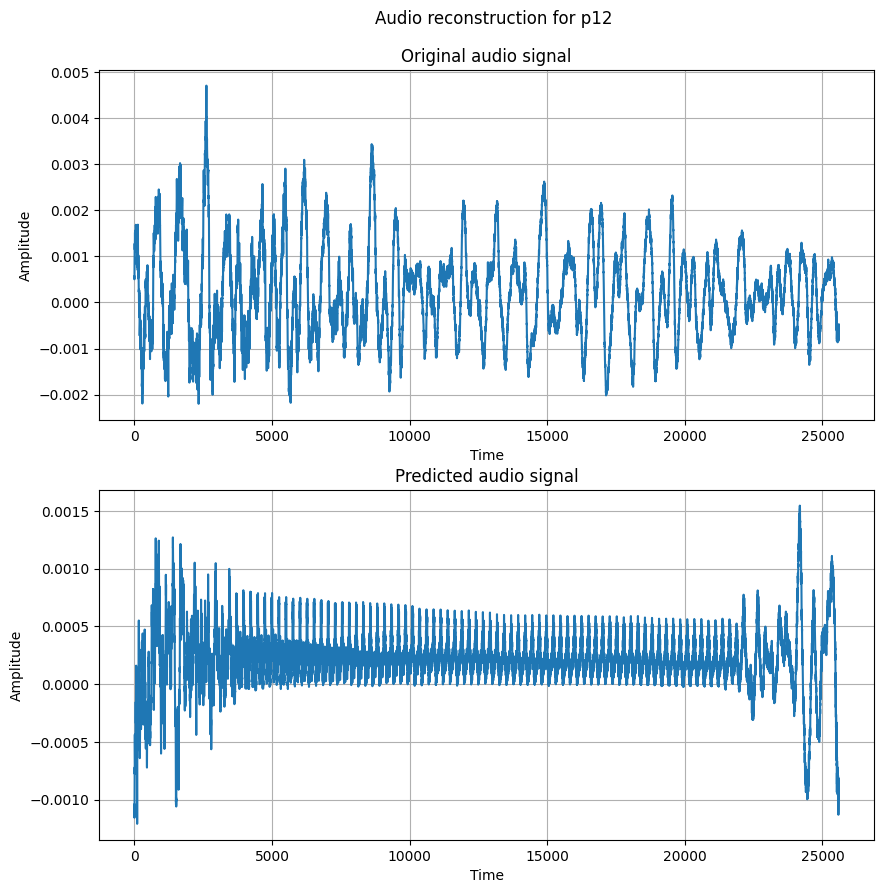 Audio reconstruction for p12
Original audio signal
0.005
0.004
0.003
0.002
0.001
0.000
−0.001
−0.002
Amplitude
0 5000 10000 15000 20000 25000
Time
Predicted audio signal
0.0015
0.0010
0.0005
0.0000
−0.0005
−0.0010
Amplitude
0 5000 10000 15000 20000 25000
Time